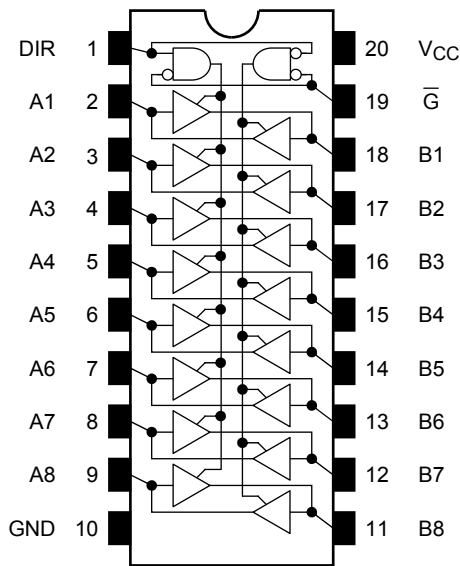 DIR 1 20 VCC
A1 2 19 G̅
A2 3 18 B1
A3 4 17 B2
A4 5 16 B3
A5 6 15 B4
A6 7 14 B5
A7 8 13 B6
A8 9 12 B7
GND 10 11 B8